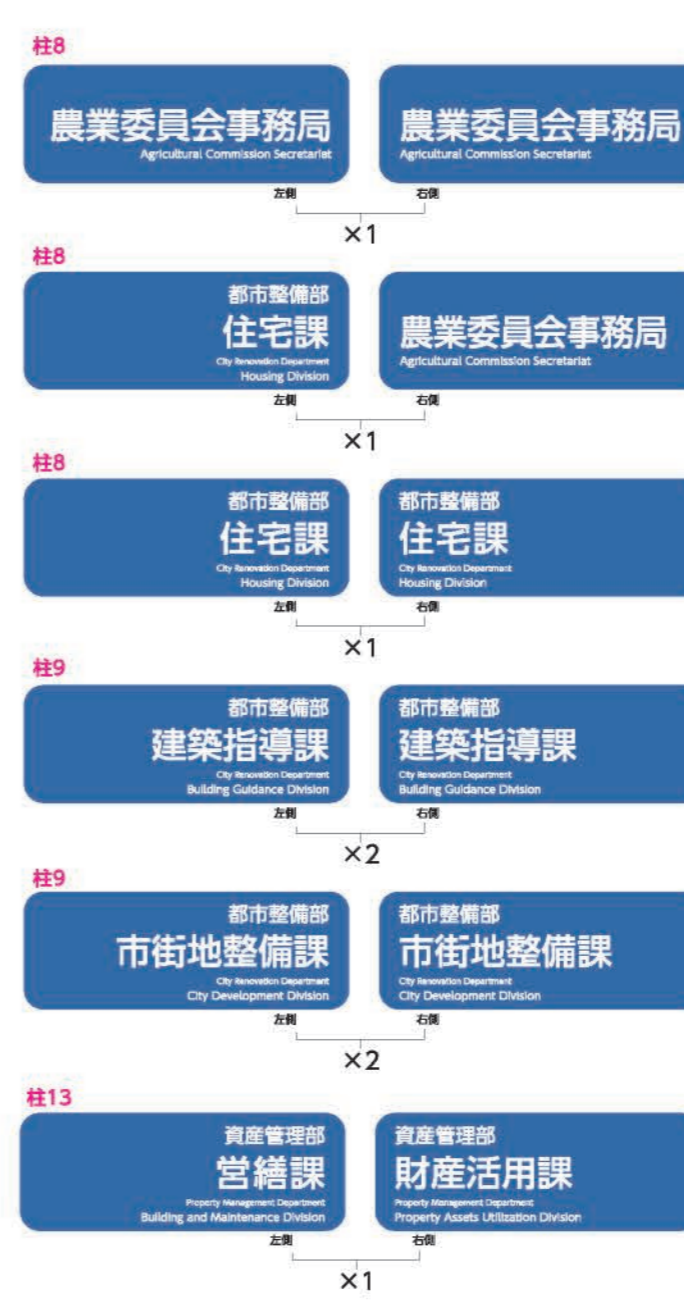 柱8
農業委員会事務局
Agricultural Commission Secretariat
農業委員会事務局
Agricultural Commission Secretariat
左側
右側
×1
柱8
都市整備部
住宅課
City Renovation Department
Housing Division
農業委員会事務局
Agricultural Commission Secretariat
左側
右側
×1
柱8
都市整備部
住宅課
City Renovation Department
Housing Division
都市整備部
住宅課
City Renovation Department
Housing Division
左側
右側
×1
柱9
都市整備部
建築指導課
City Renovation Department
Building Guidance Division
都市整備部
建築指導課
City Renovation Department
Building Guidance Division
左側
右側
×2
柱9
都市整備部
市街地整備課
City Renovation Department
City Development Division
都市整備部
市街地整備課
City Renovation Department
City Development Division
左側
右側
×2
柱13
資産管理部
営繕課
Property Management Department
Building and Maintenance Division
資産管理部
財産活用課
Property Management Department
Property Assets Utilization Division
左側
右側
×1